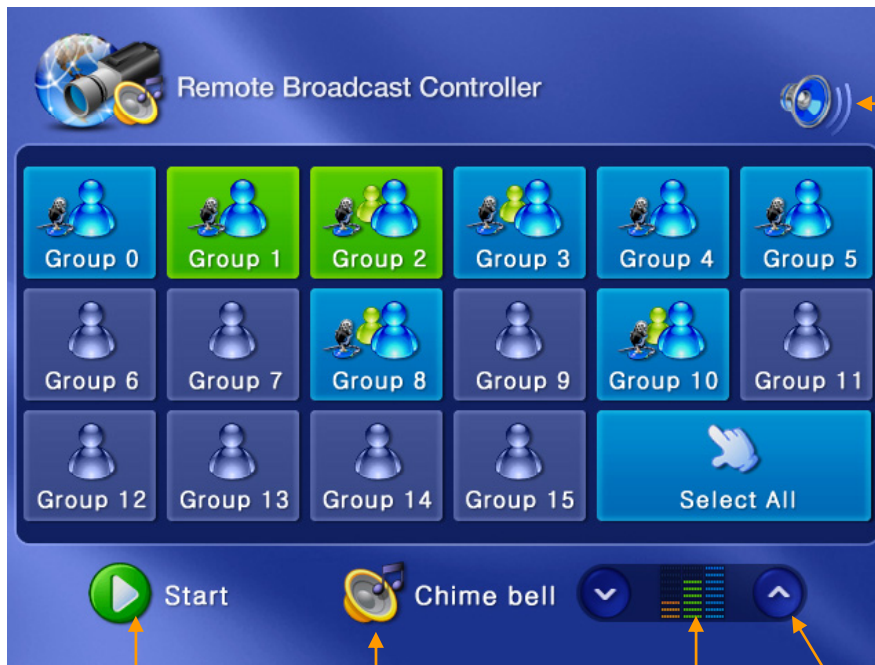 Remote Broadcast Controller
Group 0 Group 1 Group 2 Group 3 Group 4 Group 5
Group 6 Group 7 Group 8 Group 9 Group 10 Group 11
Group 12 Group 13 Group 14 Group 15 Select All
Start Chime bell